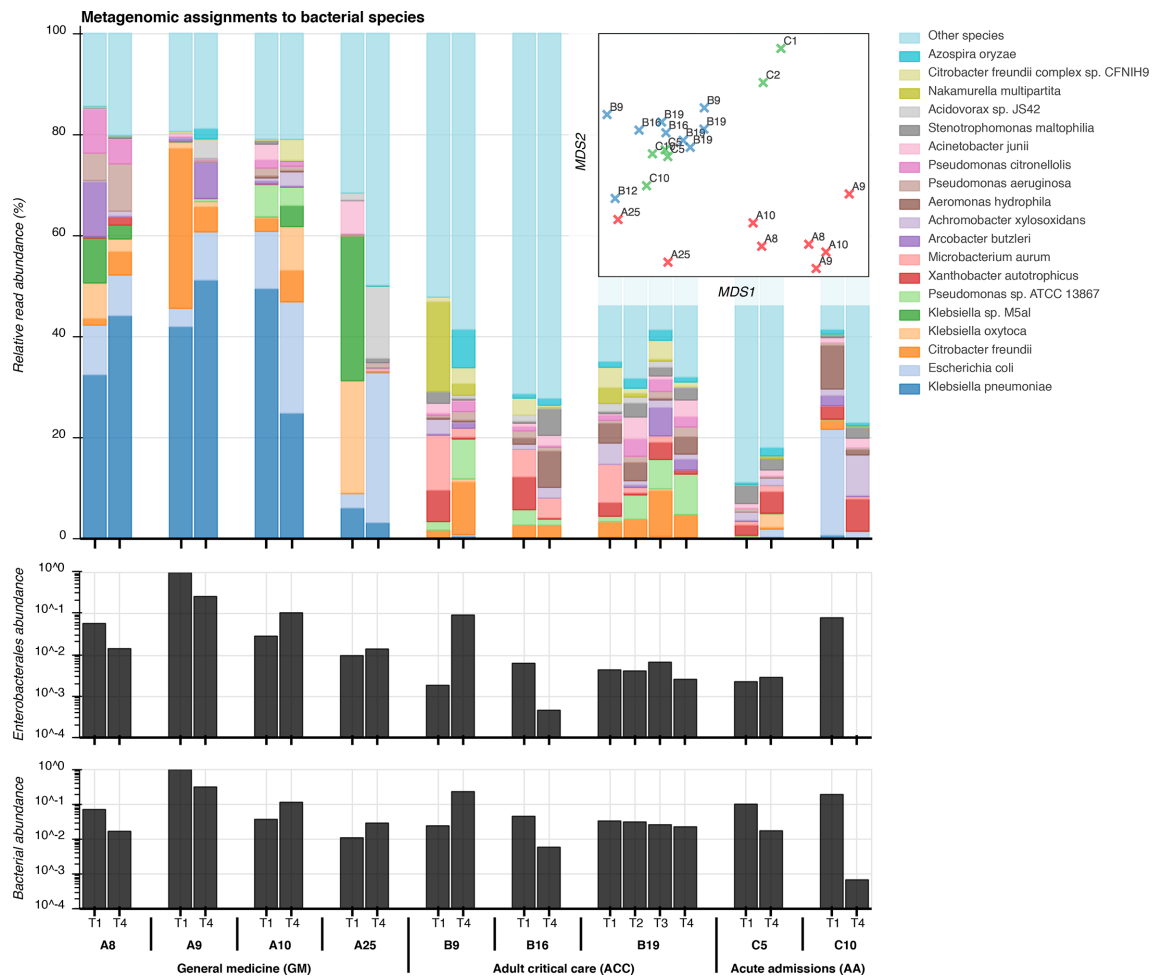 Metagenomic assignments to bacterial species
Relative read abundance (%)
100
80
60
40
20
0
MDS2
MDS1
C1
C2
B9
B9
B16
B19
B16
B19
B19
B19
C10
C5
C5
C10
B12
A25
A25
A10
A8
A9
A8
A10
A9
Other species
Azospira oryzae
Citrobacter freundii complex sp. CFNIH9
Nakamurella multipartita
Acidovorax sp. JS42
Stenotrophomonas maltophilia
Acinetobacter junii
Pseudomonas citronellolis
Pseudomonas aeruginosa
Aeromonas hydrophila
Achromobacter xylosoxidans
Arcobacter butzleri
Microbacterium aurum
Xanthobacter autotrophicus
Pseudomonas sp. ATCC 13867
Klebsiella sp. M5al
Klebsiella oxytoca
Citrobacter freundii
Escherichia coli
Klebsiella pneumoniae
Enterobacterales abundance
10^0
10^-1
10^-2
10^-3
10^-4
Bacterial abundance
10^0
10^-1
10^-2
10^-3
10^-4
T1 T4 T1 T4 T1 T4 T1 T4 T1 T4 T1 T4 T1 T2 T3 T4 T1 T4 T1 T4
A8 A9 A10 A25 B9 B16 B19 C5 C10
General medicine (GM) Adult critical care (ACC) Acute admissions (AA)